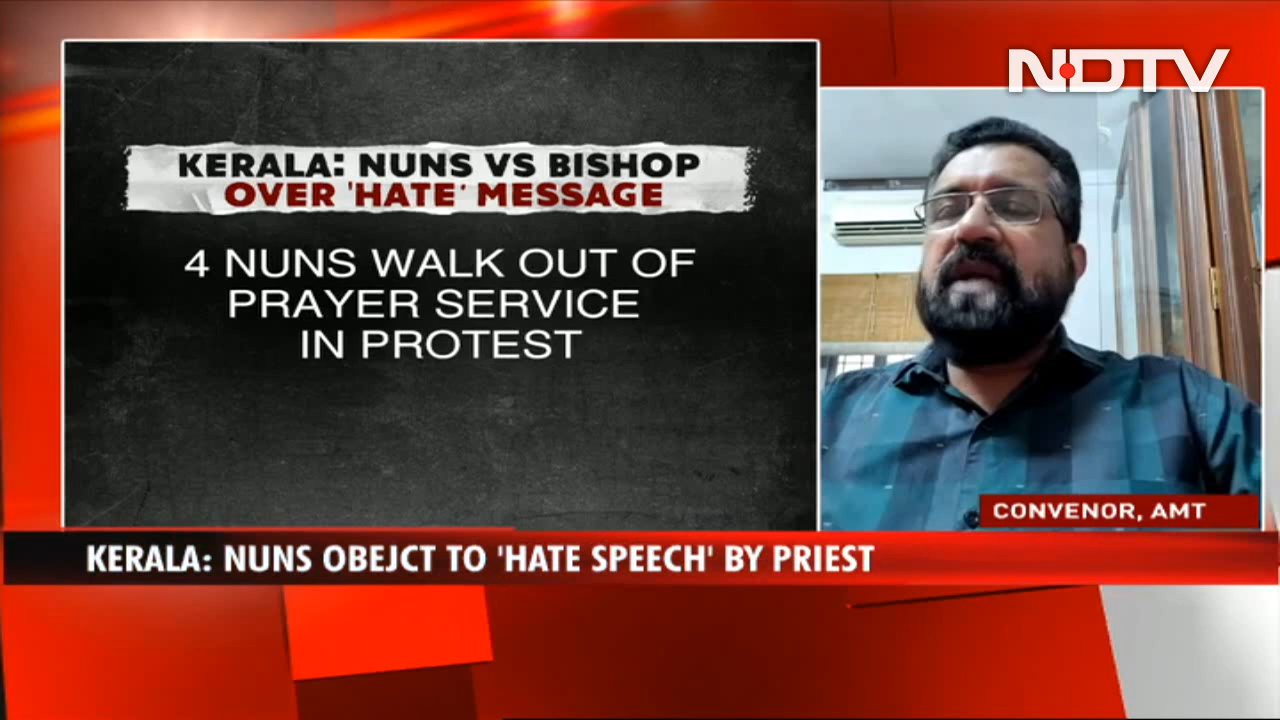 NDTV
KERALA: NUNS VS BISHOP
OVER 'HATE' MESSAGE
4 NUNS WALK OUT OF
PRAYER SERVICE
IN PROTEST
CONVENOR, AMT
KERALA: NUNS OBEJCT TO 'HATE SPEECH' BY PRIEST